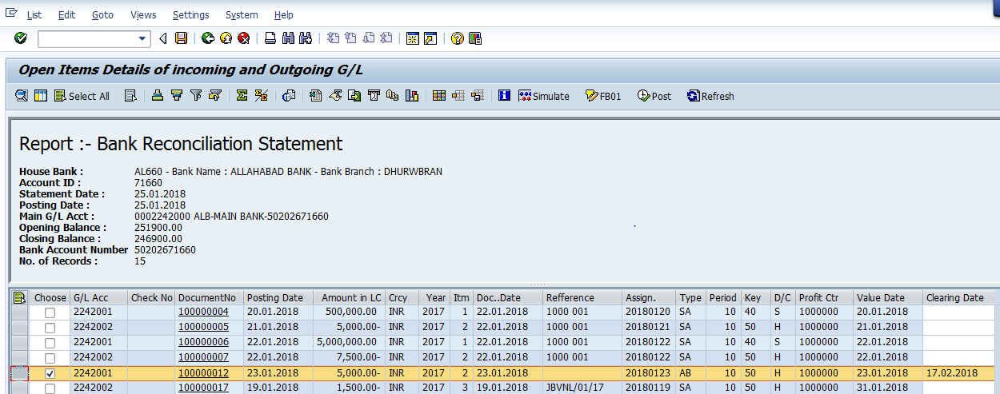 List Edit Goto Views Settings System Help
Open Items Details of incoming and Outgoing G/L
Select All Simulate FB01 Post Refresh
Report :- Bank Reconciliation Statement
House Bank : AL660 - Bank Name : ALLAHABAD BANK - Bank Branch : DHURWBRAN
Account ID : 71660
Statement Date : 25.01.2018
Posting Date : 25.01.2018
Main G/L Acct : 0002242000 ALB-MAIN BANK-50202671660
Opening Balance : 251900.00
Closing Balance : 246900.00
Bank Account Number 50202671660
No. of Records : 15
Choose G/L Acc Check No DocumentNo Posting Date Amount in LC Crcy Year Itm Doc..Date Refference Assign. Type Period Key D/C Profit Ctr Value Date Clearing Date
2242001 100000004 20.01.2018 500,000.00 INR 2017 1 22.01.2018 1000 001 20180120 SA 10 40 S 1000000 20.01.2018
2242002 100000005 21.01.2018 5,000.00- INR 2017 2 22.01.2018 1000 001 20180121 SA 10 50 H 1000000 21.01.2018
2242001 100000006 22.01.2018 5,000,000.00 INR 2017 1 22.01.2018 1000 001 20180122 SA 10 40 S 1000000 22.01.2018
2242002 100000007 22.01.2018 7,500.00- INR 2017 2 22.01.2018 1000 001 20180122 SA 10 50 H 1000000 22.01.2018
2242001 100000012 23.01.2018 5,000.00- INR 2017 2 23.01.2018 20180123 AB 10 50 H 1000000 23.01.2018 17.02.2018
2242002 100000017 19.01.2018 1,500.00- INR 2017 3 19.01.2018 JBVNL/01/17 20180119 SA 10 50 H 1000000 31.01.2018